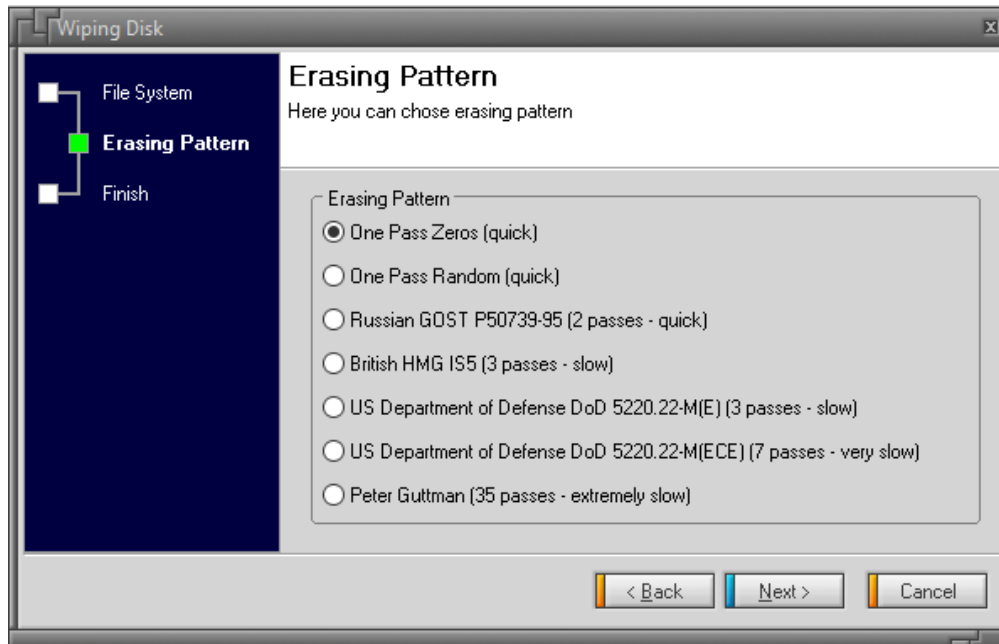 Wiping Disk
File System
Erasing Pattern
Finish
Erasing Pattern
Here you can chose erasing pattern
Erasing Pattern
One Pass Zeros (quick)
One Pass Random (quick)
Russian GOST P50739-95 (2 passes - quick)
British HMG IS5 (3 passes - slow)
US Department of Defense DoD 5220.22-M(E) (3 passes - slow)
US Department of Defense DoD 5220.22-M(ECE) (7 passes - very slow)
Peter Guttman (35 passes - extremely slow)
< Back
Next >
Cancel